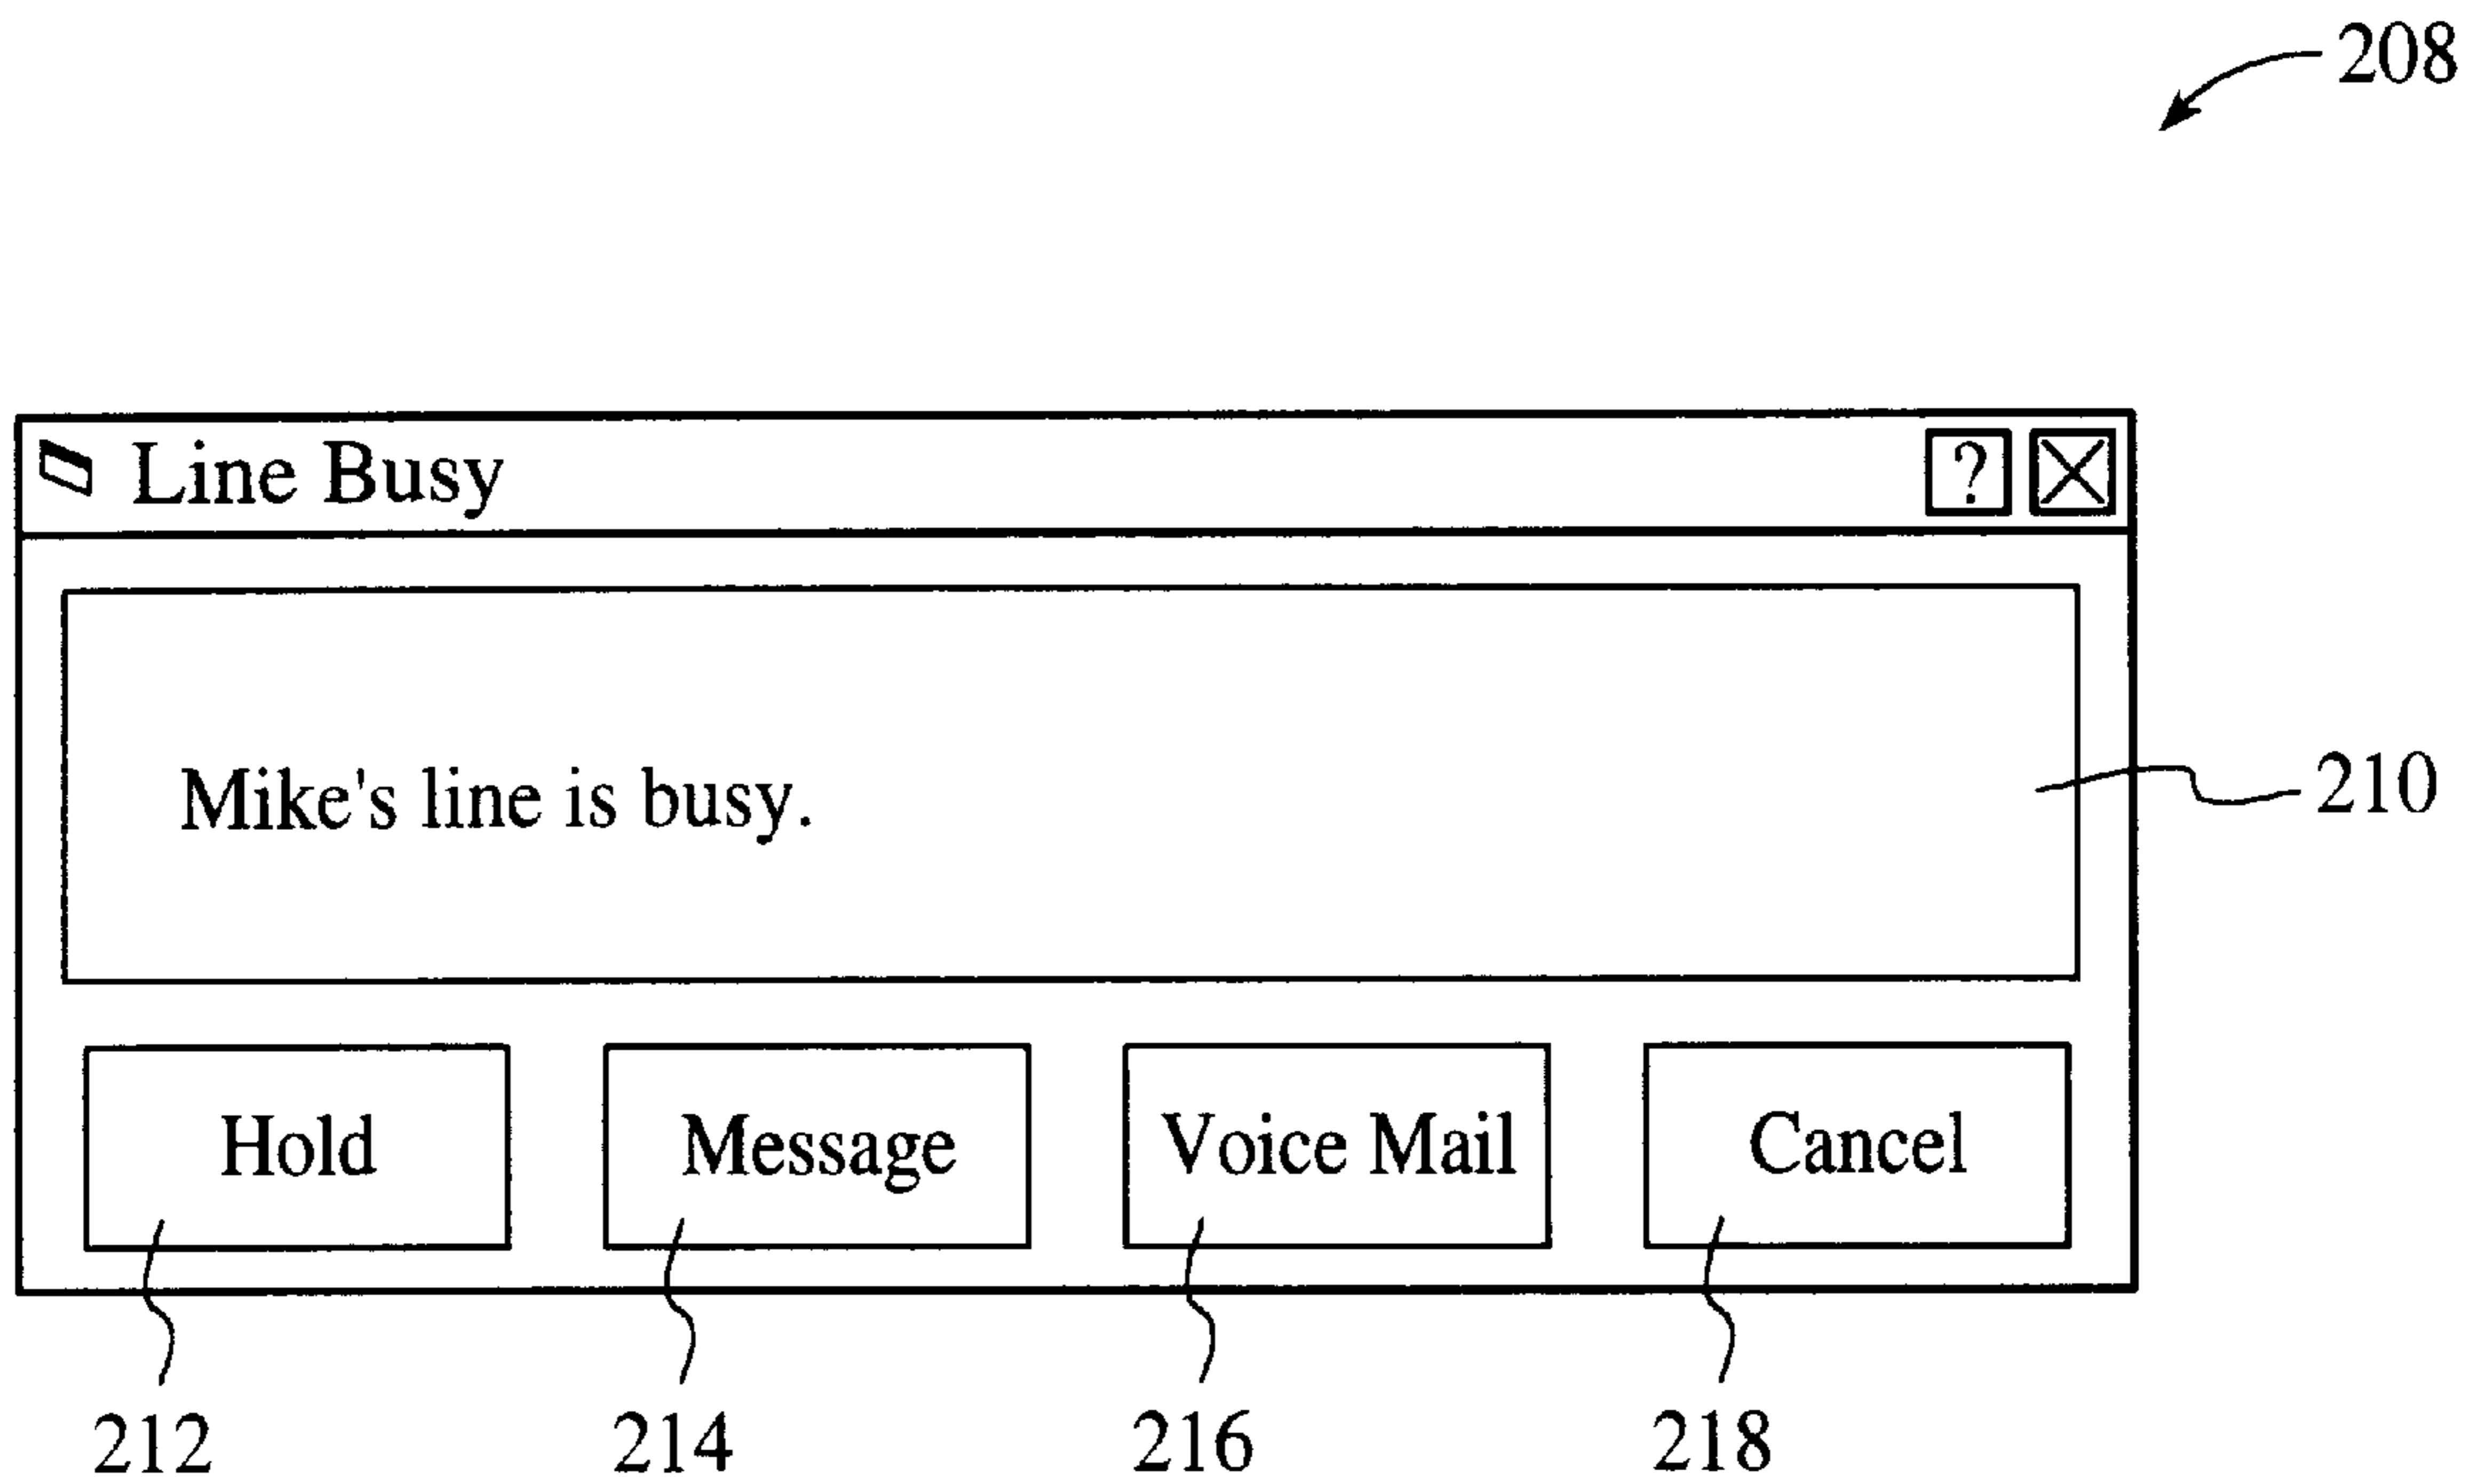 208
Line Busy ?
Mike's line is busy.
210
Hold Message Voice Mail Cancel
212 214 216 218